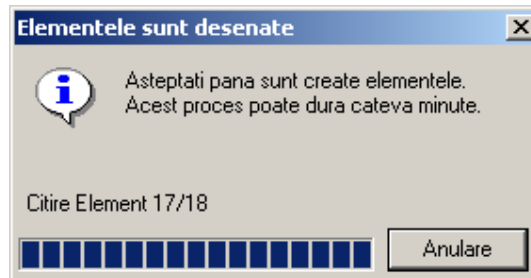 Elementele sunt desenate
Asteptati pana sunt create elementele.
Acest proces poate dura cateva minute.
Citire Element 17/18
Anulare